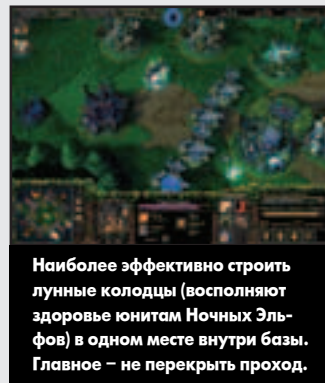 Наиболее эффективно строить
лунные колодцы (восполняют
здоровье юнитам Ночных Эль-
фов) в одном месте внутри базы.
Главное – не перекрыть проход.